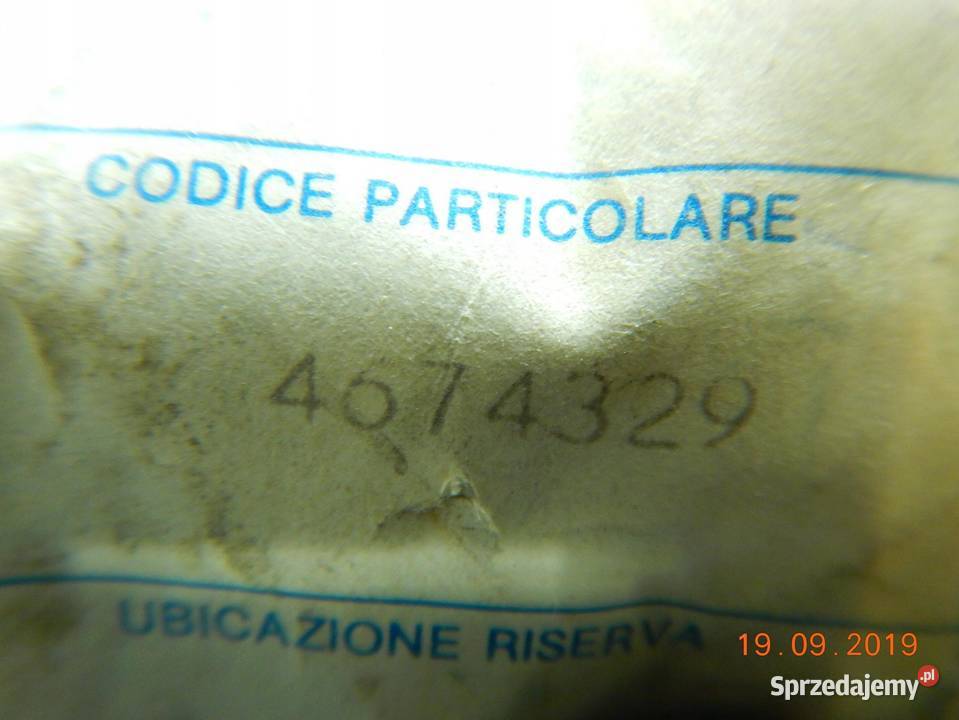 CODICE PARTICOLARE
4674329
UBICAZIONE RISERVA
19.09.2019
Sprzedajemy.pl